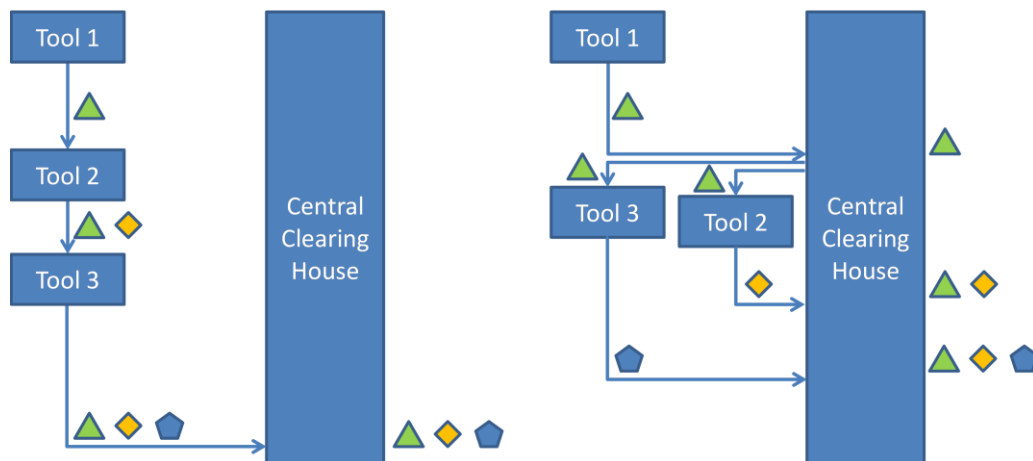 Tool 1
Tool 2
Tool 3
Central
Clearing
House
Tool 1
Tool 3
Tool 2
Central
Clearing
House